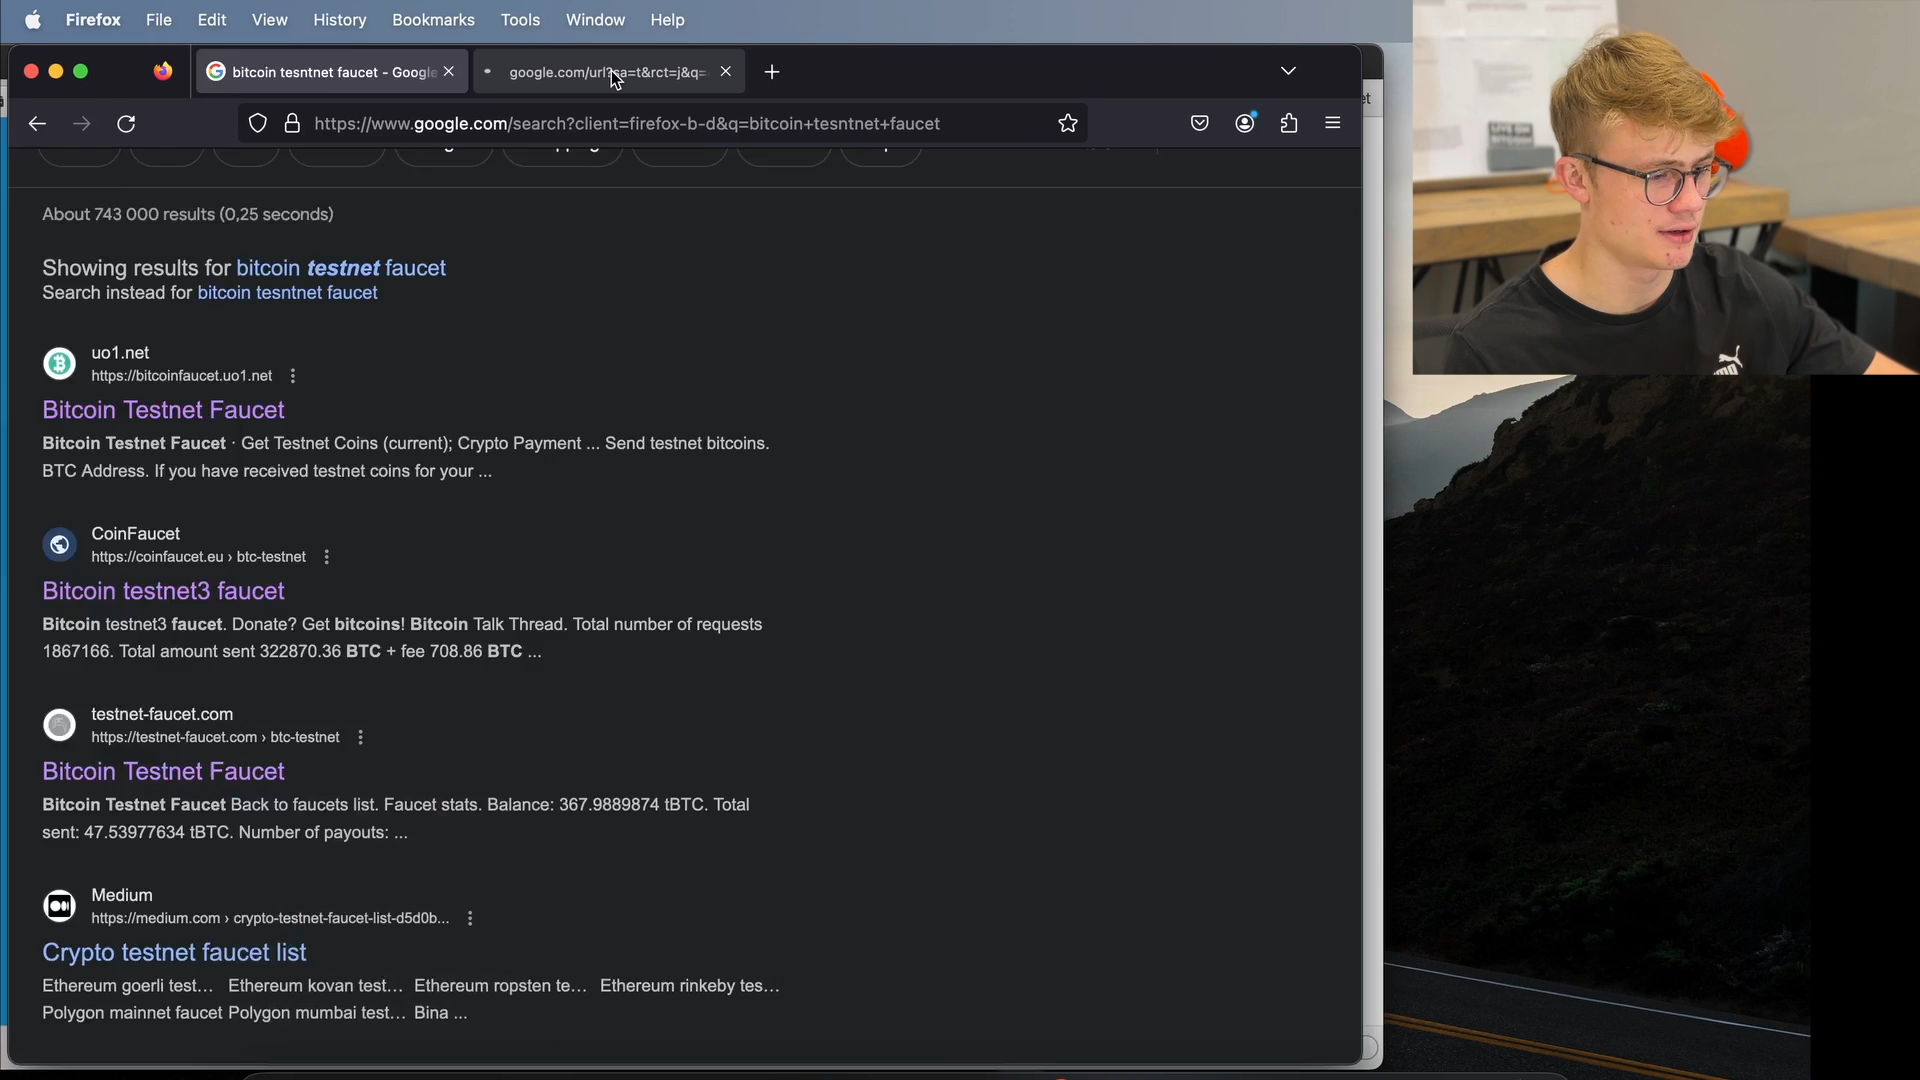 Firefox File Edit View History Bookmarks Tools Window Help
bitcoin tesntnet faucet - Google
google.com/url?sa=t&rct=j&q=
https://www.google.com/search?client=firefox-b-d&q=bitcoin+tesntnet+faucet
About 743 000 results (0,25 seconds)
Showing results for bitcoin testnet faucet
Search instead for bitcoin tesntnet faucet
uo1.net
https://bitcoinfaucet.uo1.net
Bitcoin Testnet Faucet
Bitcoin Testnet Faucet · Get Testnet Coins (current); Crypto Payment ... Send testnet bitcoins.
BTC Address. If you have received testnet coins for your ...
CoinFaucet
https://coinfaucet.eu › btc-testnet
Bitcoin testnet3 faucet
Bitcoin testnet3 faucet. Donate? Get bitcoins! Bitcoin Talk Thread. Total number of requests
1867166. Total amount sent 322870.36 BTC + fee 708.86 BTC ...
testnet-faucet.com
https://testnet-faucet.com › btc-testnet
Bitcoin Testnet Faucet
Bitcoin Testnet Faucet Back to faucets list. Faucet stats. Balance: 367.9889874 tBTC. Total
sent: 47.53977634 tBTC. Number of payouts: ...
Medium
https://medium.com › crypto-testnet-faucet-list-d5d0b...
Crypto testnet faucet list
Ethereum goerli test... Ethereum kovan test... Ethereum ropsten te... Ethereum rinkeby tes...
Polygon mainnet faucet Polygon mumbai test... Bina ...